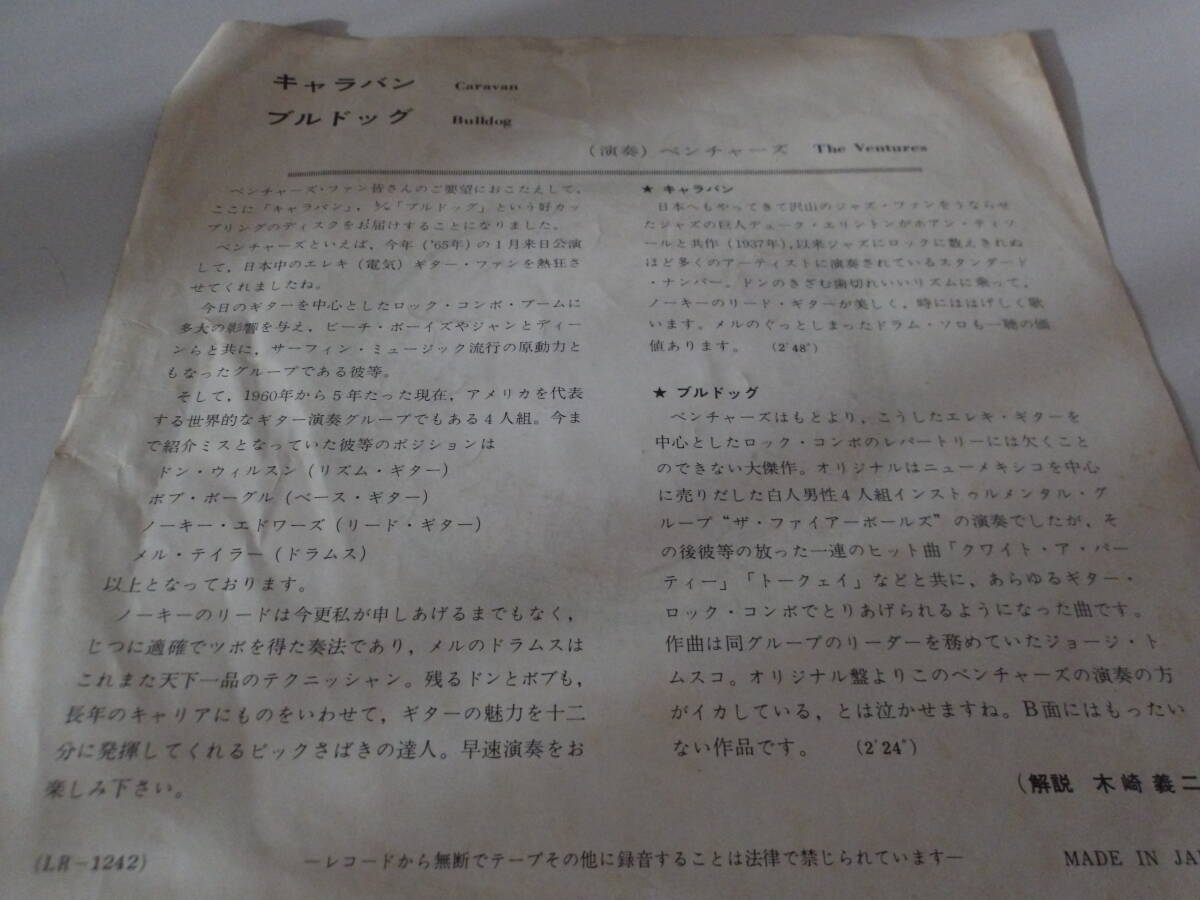 キャラバン Caravan
ブルドッグ Bulldog
(演奏) ベンチャーズ The Ventures
ベンチャーズ・ファン皆さんのご要望におこたえして,
ここに「キャラバン」, b/w「ブルドッグ」という好カッ
プリングのディスクをお届けすることになりました。
ベンチャーズといえば, 今年 ('65年) の1月来日公演
して, 日本中のエレキ (電気) ギター・ファンを熱狂さ
せてくれましたね。
今日のギターを中心としたロック・コンボ・ブームに
多大の影響を与え, ビーチ・ボーイズやジャンとディー
ンらと共に, サーフィン・ミュージック流行の原動力と
もなったグループである彼等。
そして, 1960年から5年たった現在, アメリカを代表
する世界的なギター演奏グループでもある4人組。今ま
で紹介ミスとなっていた彼等のポジションは
ドン・ウィルスン (リズム・ギター)
ボブ・ボーグル (ベース・ギター)
ノーキー・エドワーズ (リード・ギター)
メル・テイラー (ドラムス)
以上となっております。
ノーキーのリードは今更私が申しあげるまでもなく,
じつに適確でツボを得た奏法であり, メルのドラムスは
これまた天下一品のテクニッシャン。残るドンとボブも,
長年のキャリアにものをいわせて, ギターの魅力を十二
分に発揮してくれるピックさばきの達人。早速演奏をお
楽しみ下さい。
★ キャラバン
日本へもやってきて沢山のジャズ・ファンをうならせ
たジャズの巨人デューク・エリントンがホアン・ティゾ
ールと共作 (1937年), 以来ジャズにロックに数えきれぬ
ほど多くのアーティストに演奏されているスタンダード
・ナンバー。ドンのきざむ歯切れいいリズムに乗って,
ノーキーのリード・ギターが美しく, 時にははげしく歌
います。メルのぐっとしまったドラム・ソロも一聴の価
値あります。 (2'48")
★ ブルドッグ
ベンチャーズはもとより, こうしたエレキ・ギターを
中心としたロック・コンボのレパートリーには欠くこと
のできない大傑作。オリジナルはニューメキシコを中心
に売りだした白人男性4人組インストゥルメンタル・グ
ループ“ザ・ファイアーボールズ”の演奏でしたが, そ
の後彼等の放った一連のヒット曲「クワイト・ア・パー
ティー」「トークェイ」などと共に, あらゆるギター・
ロック・コンボでとりあげられるようになった曲です。
作曲は同グループのリーダーを務めていたジョージ・ト
ムスコ。オリジナル盤よりこのベンチャーズの演奏の方
がイカしている, とは泣かせますね。B面にはもったい
ない作品です。 (2'24")
(解説 木崎義二
(LR-1242)
―レコードから無断でテープその他に録音することは法律で禁じられています―
MADE IN JA